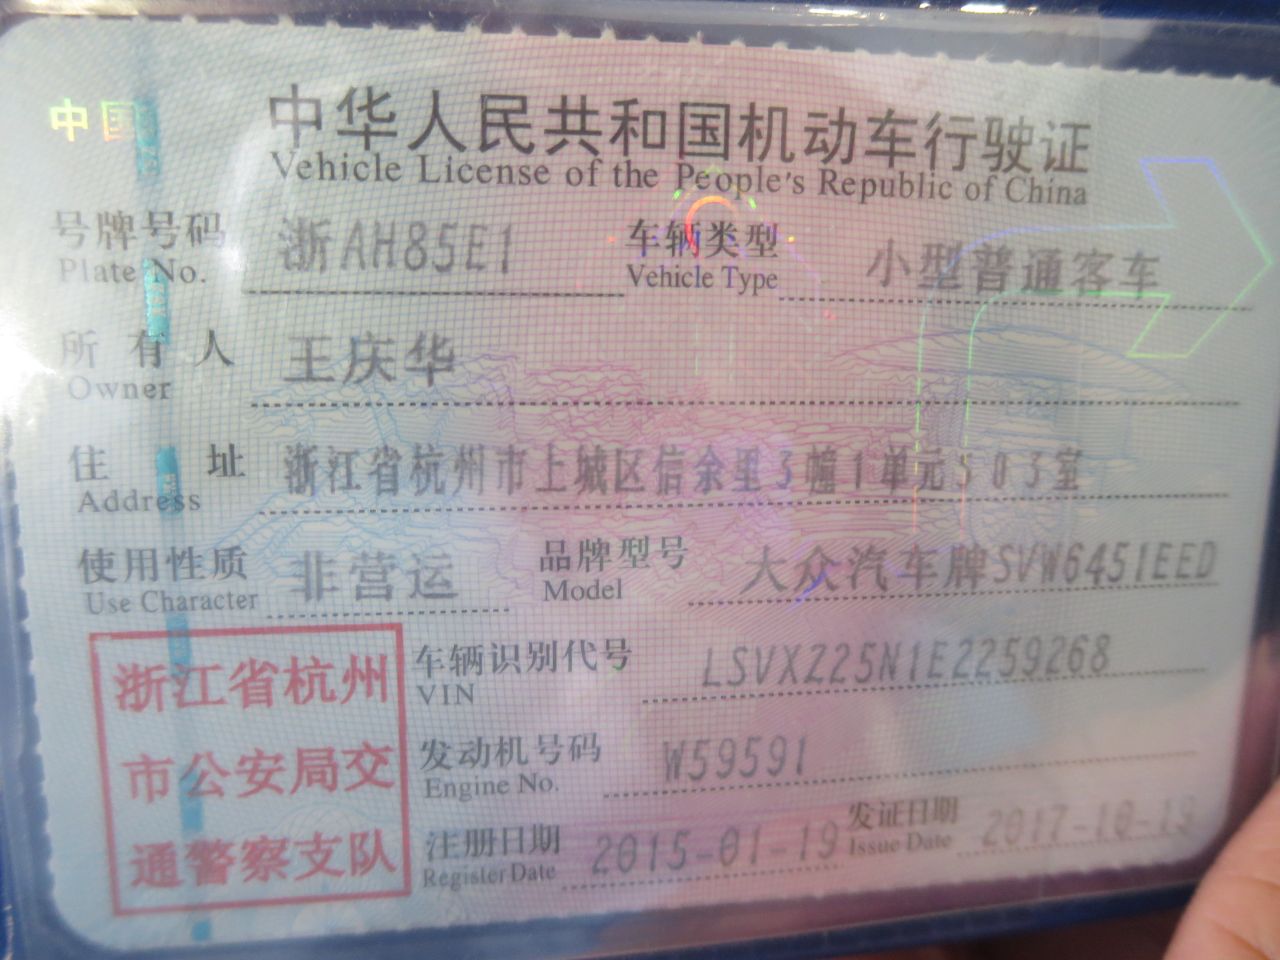 中国
中华人民共和国机动车行驶证
Vehicle License of the People's Republic of China
号牌号码 浙AH85E1 车辆类型 小型普通客车
Plate No. Vehicle Type
所有人 王庆华
Owner
住址 浙江省杭州市上城区信余里3幢1单元503室
Address
使用性质 非营运 品牌型号 大众汽车牌SVW6451EED
Use Character Model
浙江省杭州
市公安局交
通警察支队
车辆识别代号 LSVXZ25N1E2259268
VIN
发动机号码 W59591
Engine No.
注册日期 2015-01-19 发证日期 2017-10-19
Register Date Issue Date